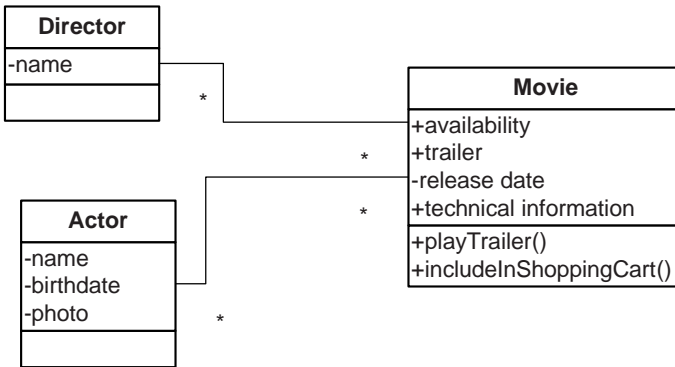 Director
-name
*
Movie
+availability
+trailer
-release date
+technical information
+playTrailer()
+includeInShoppingCart()
*
*
Actor
-name
-birthdate
-photo
*